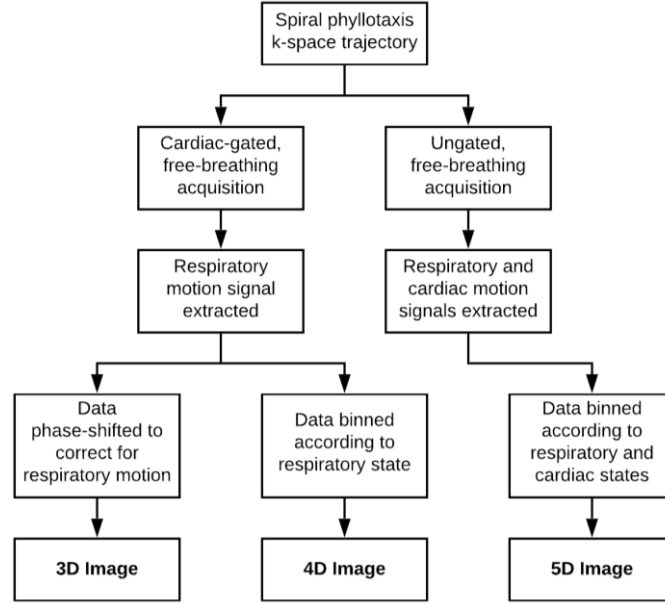 Spiral phyllotaxis
k-space trajectory
Cardiac-gated,
free-breathing
acquisition
Ungated,
free-breathing
acquisition
Respiratory
motion signal
extracted
Respiratory and
cardiac motion
signals extracted
Data
phase-shifted to
correct for
respiratory motion
Data binned
according to
respiratory state
Data binned
according to
respiratory and
cardiac states
3D Image
4D Image
5D Image